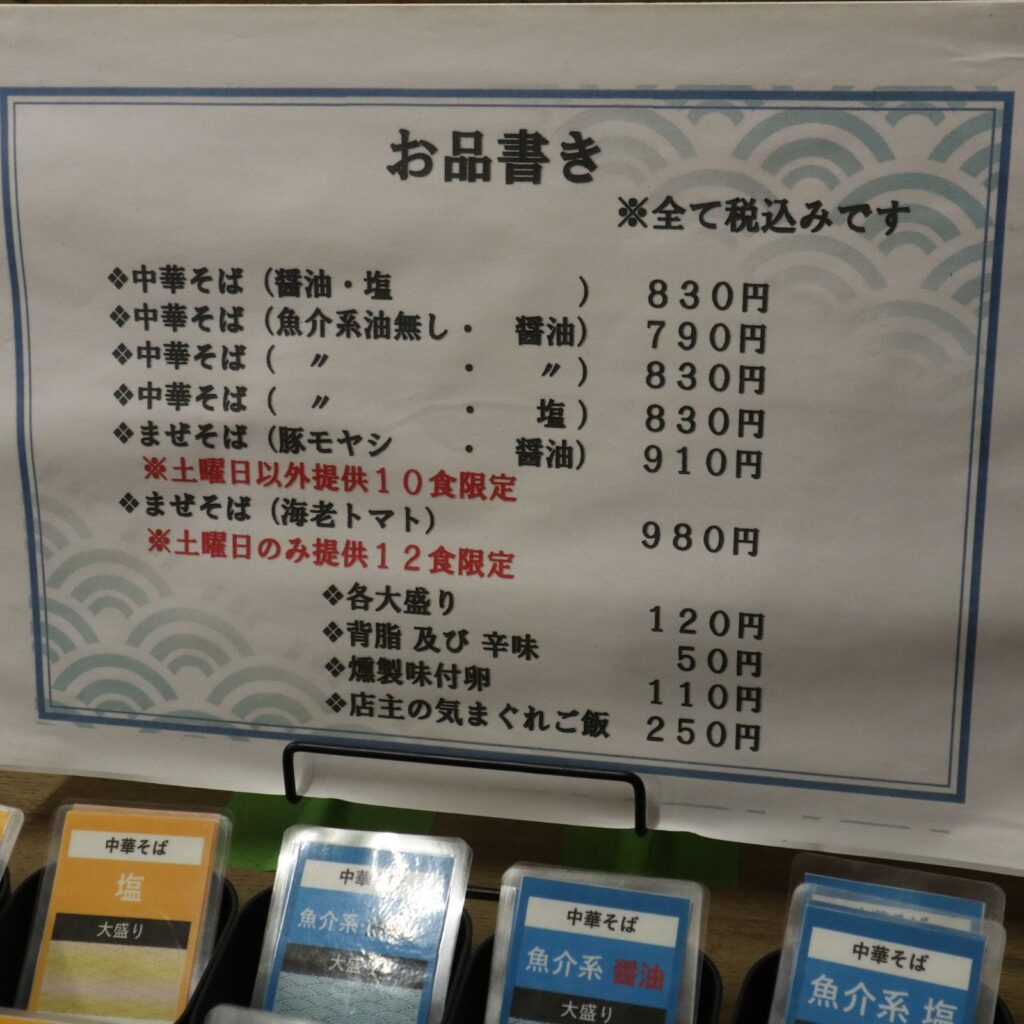 お品書き
※全て税込みです
❖中華そば（醤油・塩　　　　　　） ８３０円
❖中華そば（魚介系油無し・　醤油） ７９０円
❖中華そば（　〃　　　　・　　〃） ８３０円
❖中華そば（　〃　　　　・　　塩） ８３０円
❖まぜそば（豚モヤシ　　・　醤油） ９１０円
※土曜日以外提供１０食限定
❖まぜそば（海老トマト） ９８０円
※土曜日のみ提供１２食限定
❖各大盛り １２０円
❖背脂 及び 辛味 ５０円
❖燻製味付卵 １１０円
❖店主の気まぐれご飯 ２５０円
中華そば
塩
大盛り
中華
魚介系
大盛り
中華そば
魚介系 醤油
大盛り
中華そば
中華そば
魚介系 塩